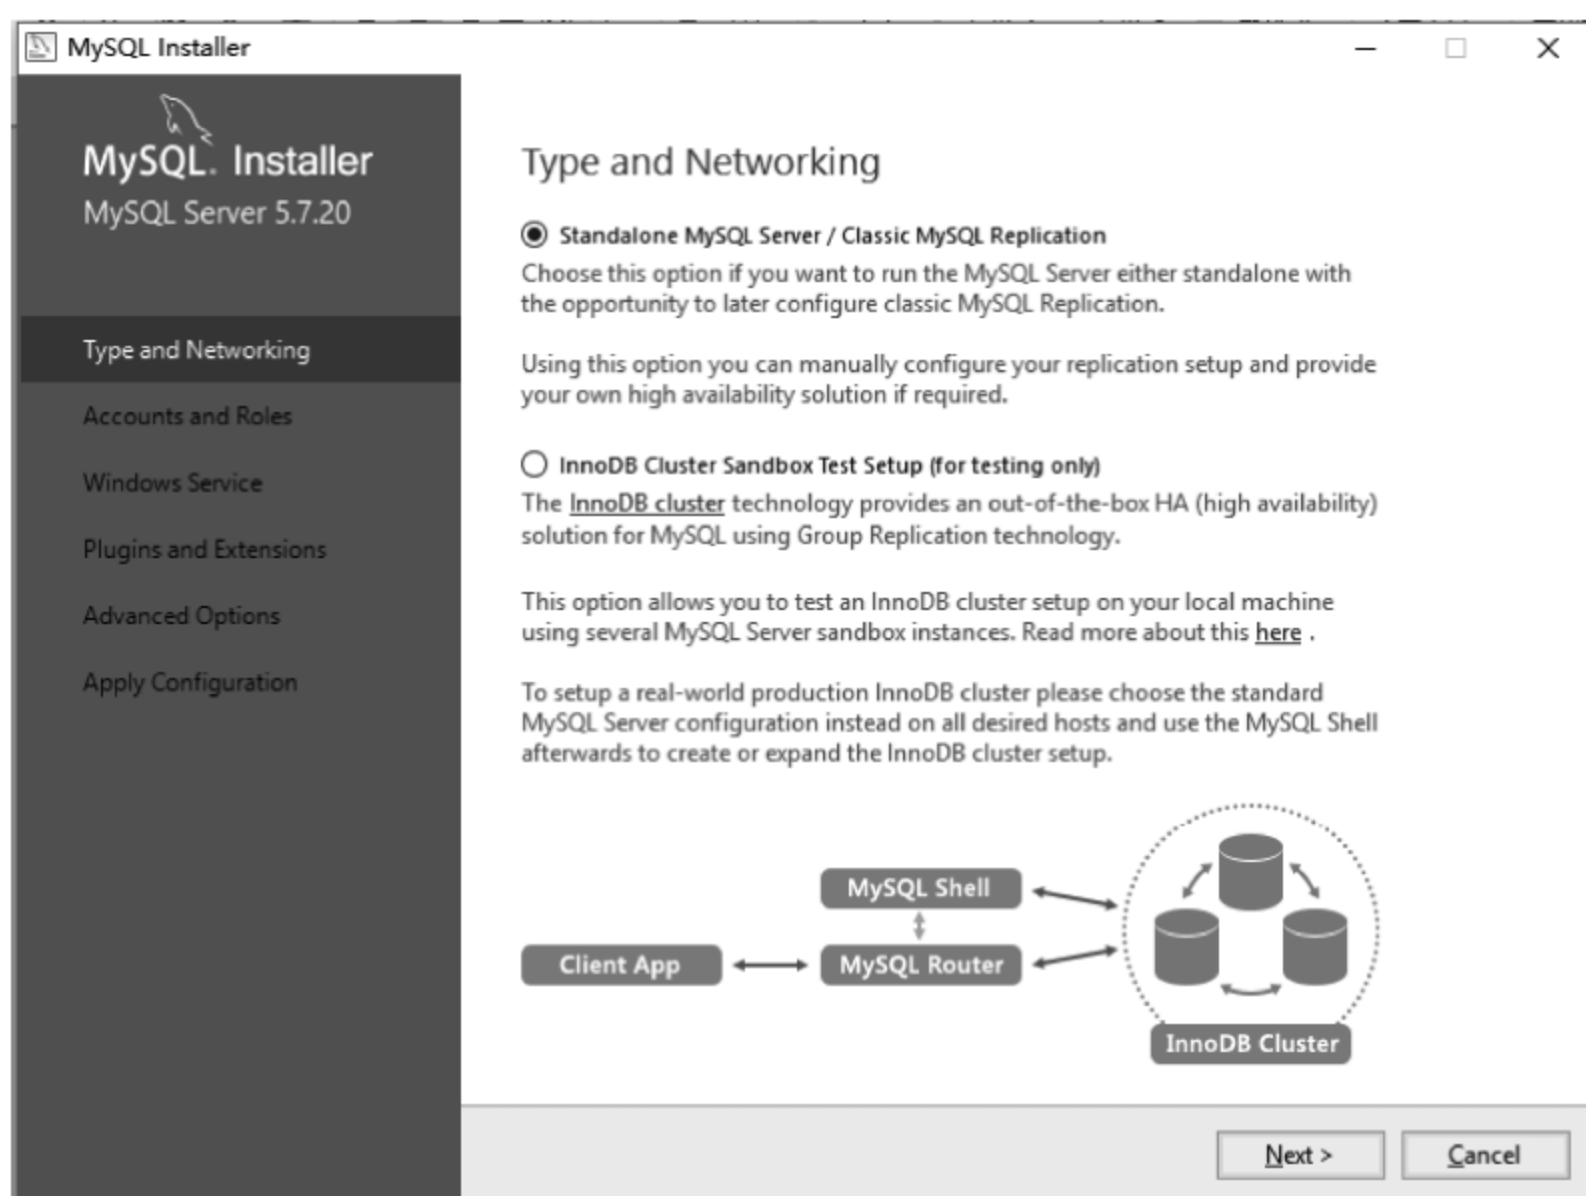 MySQL Installer
MySQL. Installer
MySQL Server 5.7.20
Type and Networking
Accounts and Roles
Windows Service
Plugins and Extensions
Advanced Options
Apply Configuration
Type and Networking
Standalone MySQL Server / Classic MySQL Replication
Choose this option if you want to run the MySQL Server either standalone with
the opportunity to later configure classic MySQL Replication.
Using this option you can manually configure your replication setup and provide
your own high availability solution if required.
InnoDB Cluster Sandbox Test Setup (for testing only)
The InnoDB cluster technology provides an out-of-the-box HA (high availability)
solution for MySQL using Group Replication technology.
This option allows you to test an InnoDB cluster setup on your local machine
using several MySQL Server sandbox instances. Read more about this here .
To setup a real-world production InnoDB cluster please choose the standard
MySQL Server configuration instead on all desired hosts and use the MySQL Shell
afterwards to create or expand the InnoDB cluster setup.
MySQL Shell
Client App
MySQL Router
InnoDB Cluster
Next >
Cancel